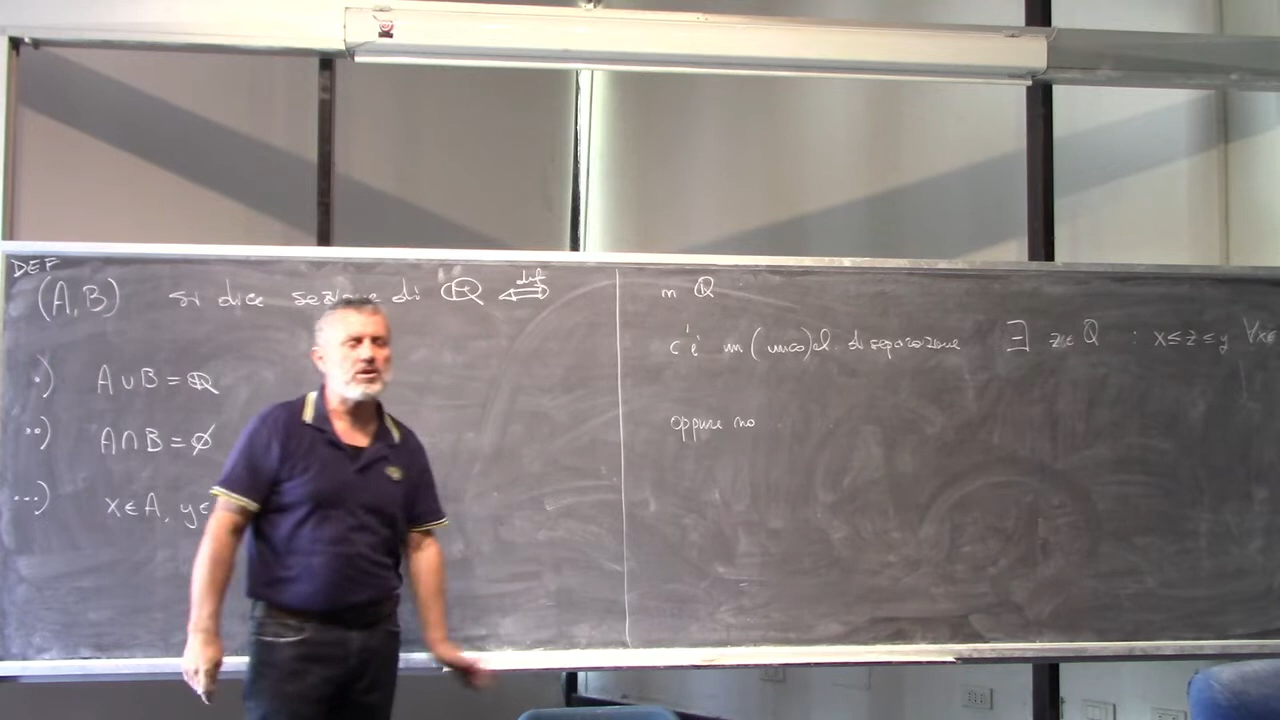 DEF
(A,B) si dice sezione di ℚ ⟺ def
.) A∪B = ℚ
..) A∩B = ∅
...) x∈A, y∈
in ℚ
c'è un (unico) el. di separazione ∃ z∈ℚ : x≤z≤y ∀x∈
oppure no